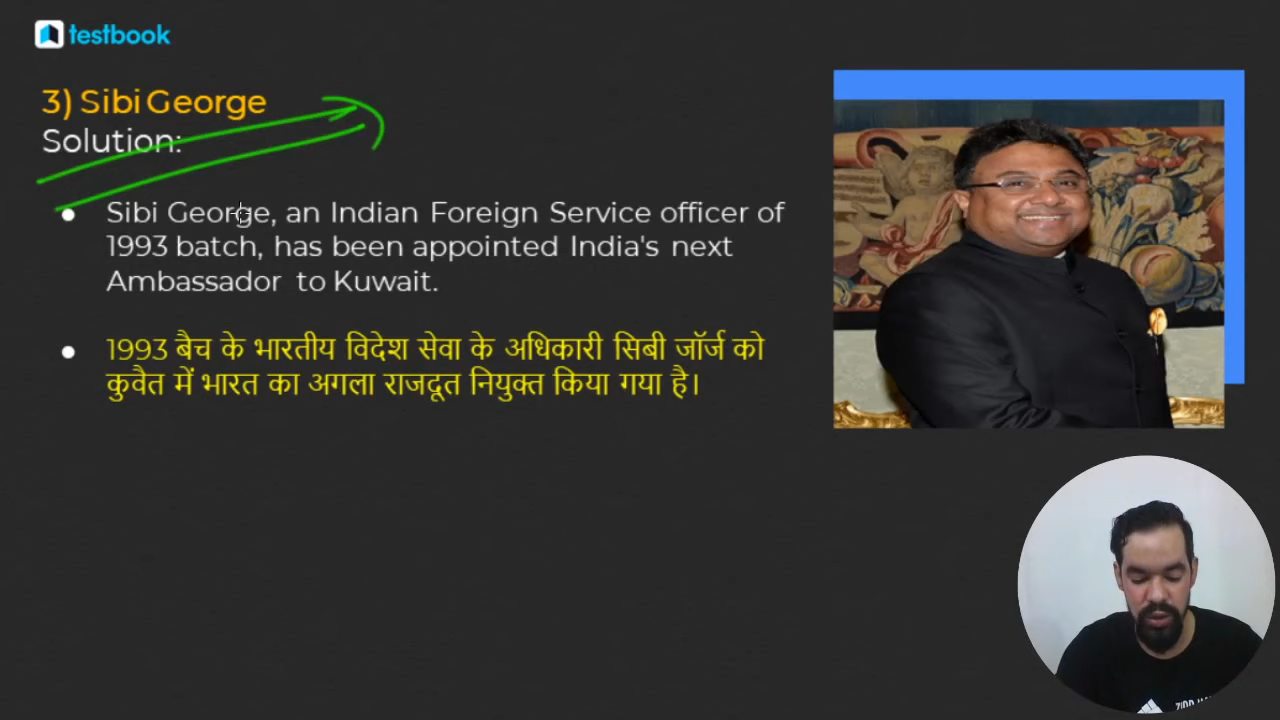 testbook
3) Sibi George
Solution:
Sibi George, an Indian Foreign Service officer of
1993 batch, has been appointed India's next
Ambassador to Kuwait.
1993 बैच के भारतीय विदेश सेवा के अधिकारी सिबी जॉर्ज को
कुवैत में भारत का अगला राजदूत नियुक्त किया गया है।